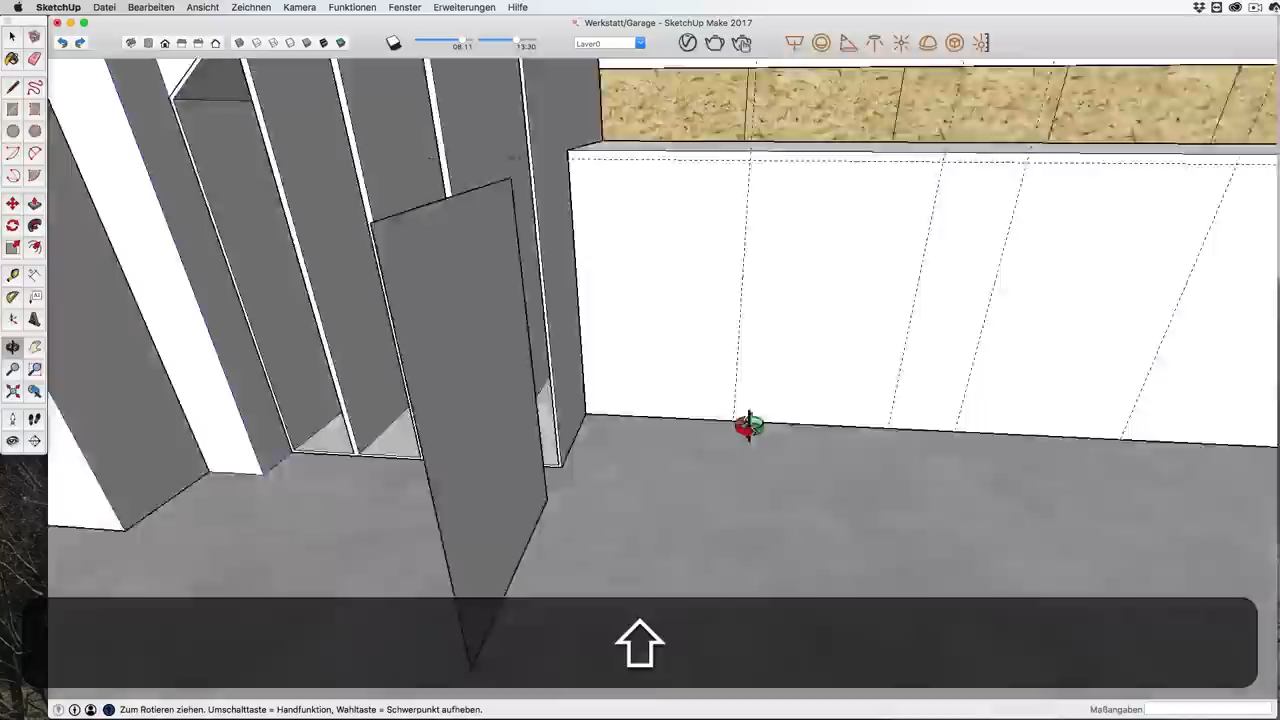 SketchUp Datei Bearbeiten Ansicht Zeichnen Kamera Funktionen Fenster Erweiterungen Hilfe
Werkstatt/Garage - SketchUp Make 2017
08:11 13:30 Layer0
Zum Rotieren ziehen. Umschalttaste = Handfunktion, Wahltaste = Schwerpunkt aufheben.
Maßangaben